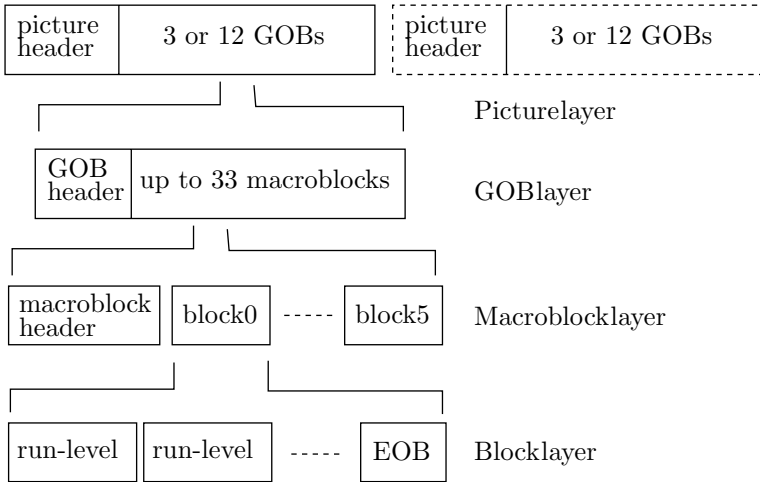 picture header 3 or 12 GOBs picture header 3 or 12 GOBs
Picturelayer
GOB header up to 33 macroblocks
GOBlayer
macroblock header block0 block5 Macroblocklayer
run-level run-level EOB Blocklayer